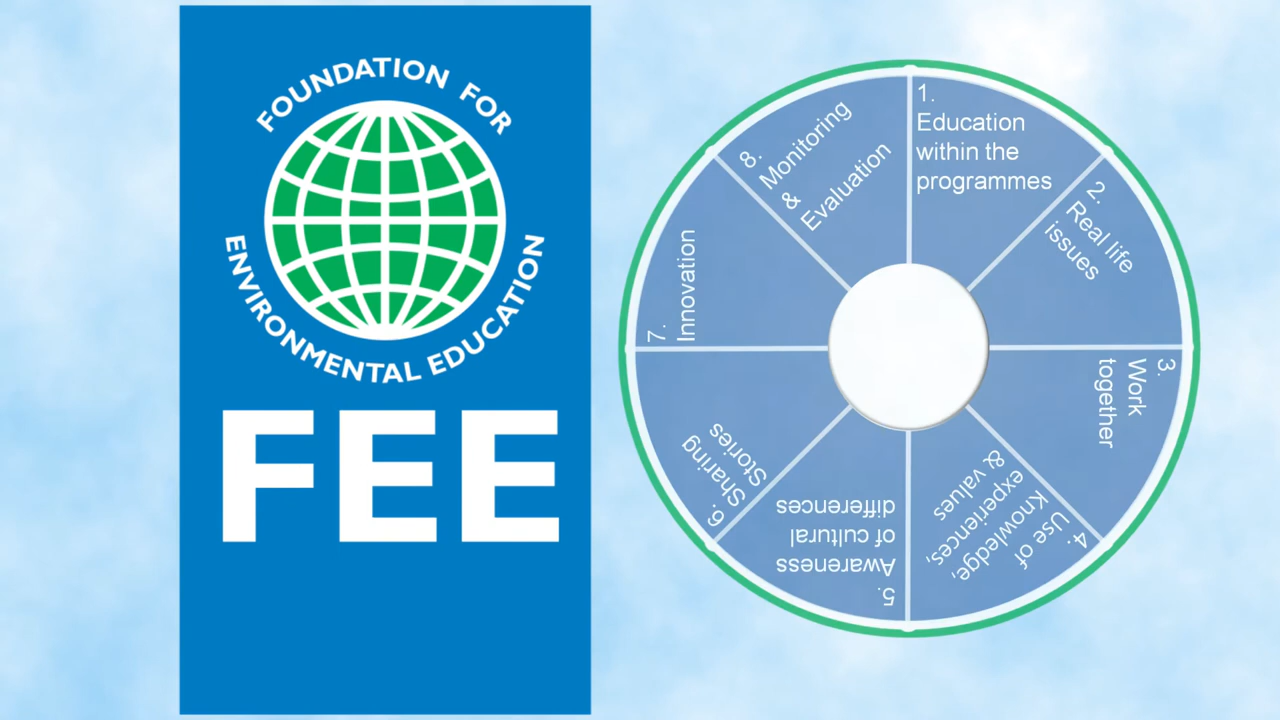 FOUNDATION FOR
ENVIRONMENTAL EDUCATION
FEE
1.
Education
within the
programmes
2.
Real life
issues
3.
Work
together
4.
Use of
Knowledge,
experiences,
& values
5.
Awareness
of cultural
differences
6.
Sharing
Stories
7.
Innovation
8.
Monitoring
&
Evaluation